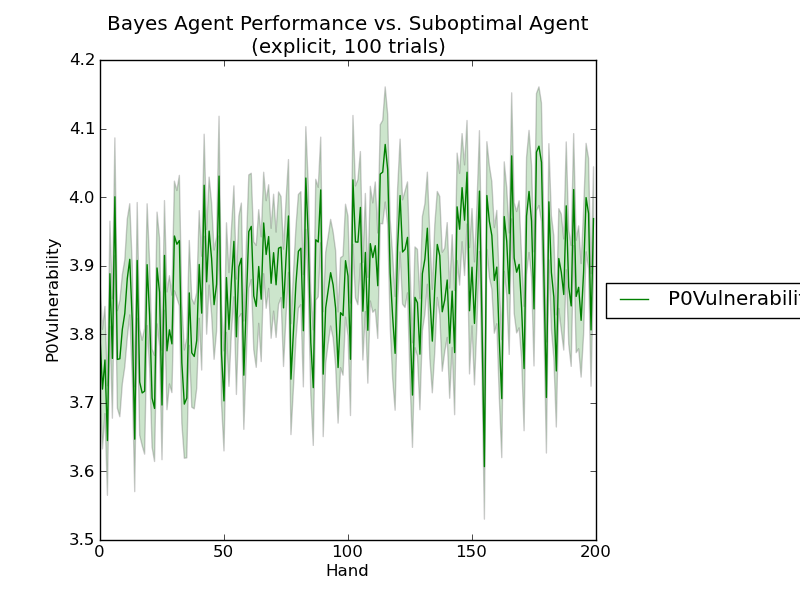 Bayes Agent Performance vs. Suboptimal Agent
(explicit, 100 trials)
4.2
4.1
4.0
3.9
3.8
3.7
3.6
3.5
P0Vulnerability
0
50
100
150
200
Hand
P0Vulnerabili